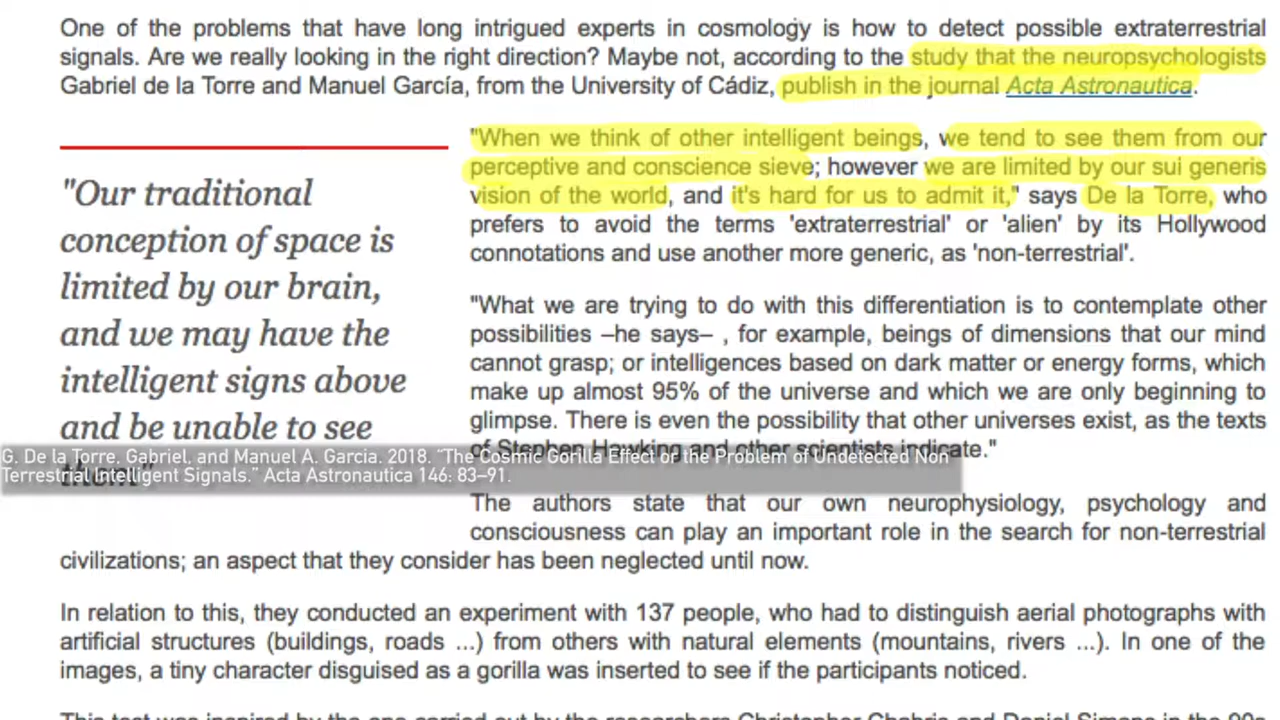 One of the problems that have long intrigued experts in cosmology is how to detect possible extraterrestrial
signals. Are we really looking in the right direction? Maybe not, according to the study that the neuropsychologists
Gabriel de la Torre and Manuel García, from the University of Cádiz, publish in the journal Acta Astronautica.
"Our traditional
conception of space is
limited by our brain,
and we may have the
intelligent signs above
and be unable to see
them"
"When we think of other intelligent beings, we tend to see them from our
perceptive and conscience sieve; however we are limited by our sui generis
vision of the world, and it's hard for us to admit it," says De la Torre, who
prefers to avoid the terms 'extraterrestrial' or 'alien' by its Hollywood
connotations and use another more generic, as 'non-terrestrial'.
"What we are trying to do with this differentiation is to contemplate other
possibilities –he says– , for example, beings of dimensions that our mind
cannot grasp; or intelligences based on dark matter or energy forms, which
make up almost 95% of the universe and which we are only beginning to
glimpse. There is even the possibility that other universes exist, as the texts
of Stephen Hawking and other scientists indicate."
G. De la Torre, Gabriel, and Manuel A. Garcia. 2018. “The Cosmic Gorilla Effect or the Problem of Undetected Non
Terrestrial Intelligent Signals.” Acta Astronautica 146: 83–91.
The authors state that our own neurophysiology, psychology and
consciousness can play an important role in the search for non-terrestrial
civilizations; an aspect that they consider has been neglected until now.
In relation to this, they conducted an experiment with 137 people, who had to distinguish aerial photographs with
artificial structures (buildings, roads ...) from others with natural elements (mountains, rivers ...). In one of the
images, a tiny character disguised as a gorilla was inserted to see if the participants noticed.
This test was inspired by the one carried out by the researchers Christopher Chabris and Daniel Simons in the 90s